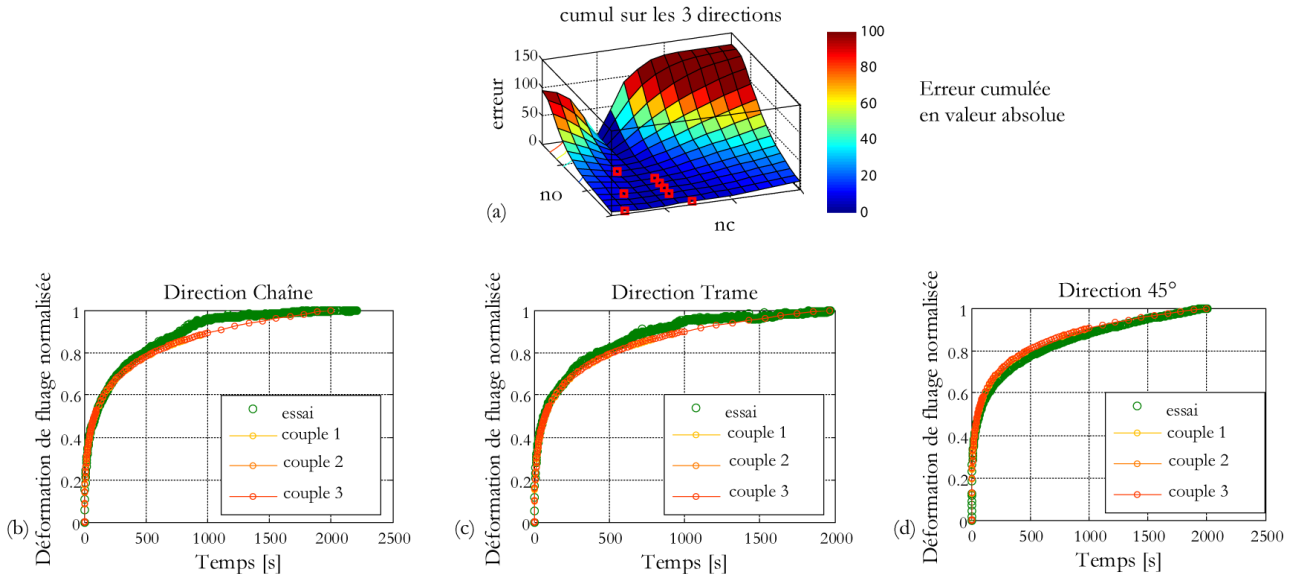 cumul sur les 3 directions
150
100
50
0
erreur
no
nc
(a)
100
80
60
40
20
0
Erreur cumulée
en valeur absolue
Direction Chaîne
Déformation de fluage normalisée
1
0.8
0.6
0.4
0.2
0
0
500
1000
1500
2000
2500
Temps [s]
essai
couple 1
couple 2
couple 3
(b)
Direction Trame
Déformation de fluage normalisée
1
0.8
0.6
0.4
0.2
0
0
500
1000
1500
2000
Temps [s]
essai
couple 1
couple 2
couple 3
(c)
Direction 45°
Déformation de fluage normalisée
1
0.8
0.6
0.4
0.2
0
0
500
1000
1500
2000
2500
Temps [s]
essai
couple 1
couple 2
couple 3
(d)